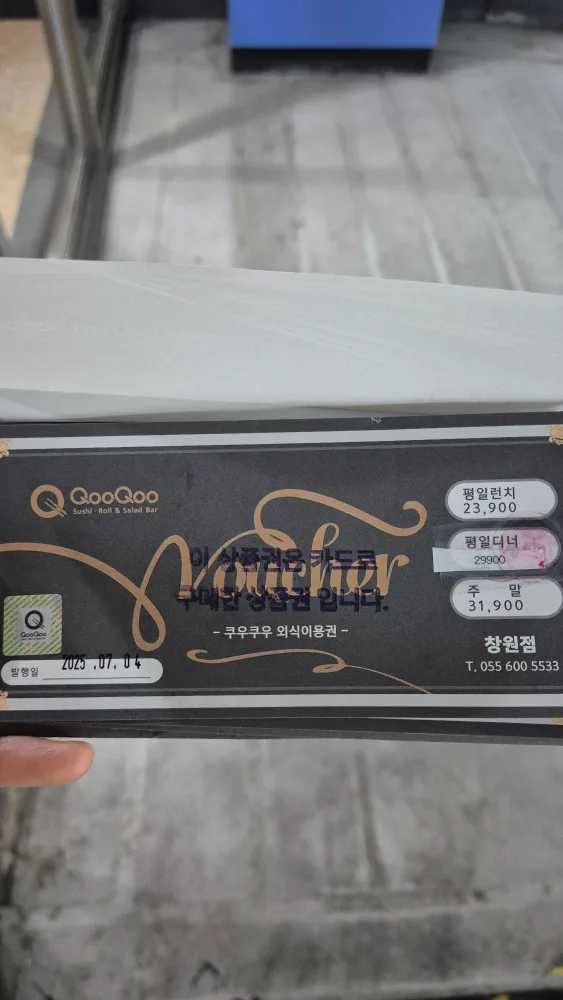 QooQoo
Sushi · Roll & Salad Bar
Voucher
이 상품권은 카드로
구매한 상품권 입니다.
- 쿠우쿠우 외식이용권 -
QooQoo
발행일 2025 .07. 04
평일런치
23,900
평일디너
29900
주 말
31,900
창원점
T. 055 600 5533